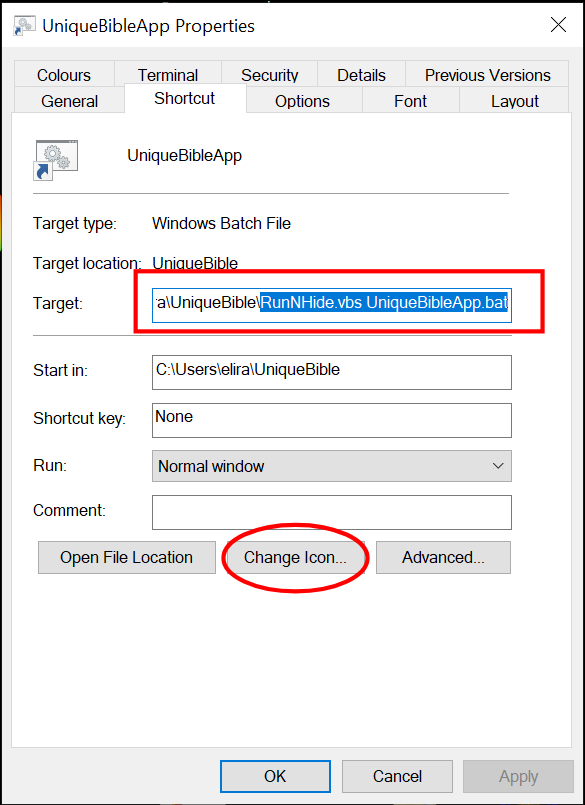 UniqueBibleApp Properties
Colours Terminal Security Details Previous Versions
General Shortcut Options Font Layout
UniqueBibleApp
Target type: Windows Batch File
Target location: UniqueBible
Target: a\UniqueBible\RunNHide.vbs UniqueBibleApp.bat
Start in: C:\Users\elira\UniqueBible
Shortcut key: None
Run: Normal window
Comment:
Open File Location Change Icon... Advanced...
OK Cancel Apply